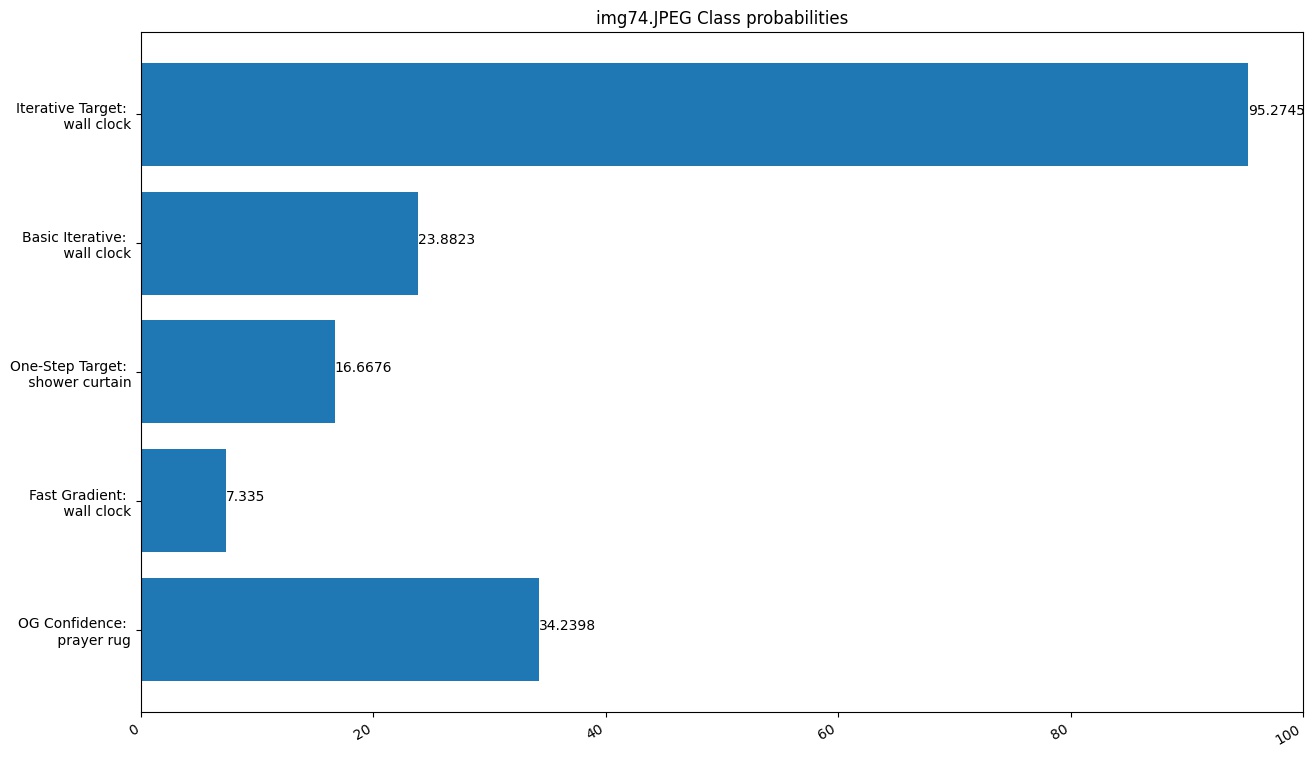 img74.JPEG Class probabilities
Iterative Target:
wall clock
95.2745
Basic Iterative:
wall clock
23.8823
One-Step Target:
shower curtain
16.6676
Fast Gradient:
wall clock
7.335
OG Confidence:
prayer rug
34.2398
0
20
40
60
80
100